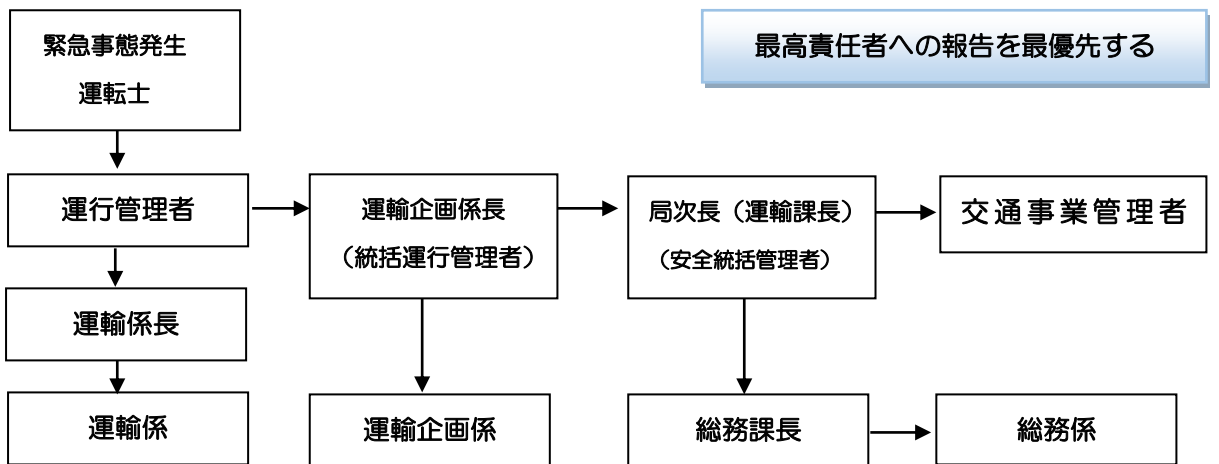 緊急事態発生
運転士
最高責任者への報告を最優先する
運行管理者
運輸企画係長
（統括運行管理者）
局次長（運輸課長）
（安全統括管理者）
交通事業管理者
運輸係長
運輸係
運輸企画係
総務課長
総務係